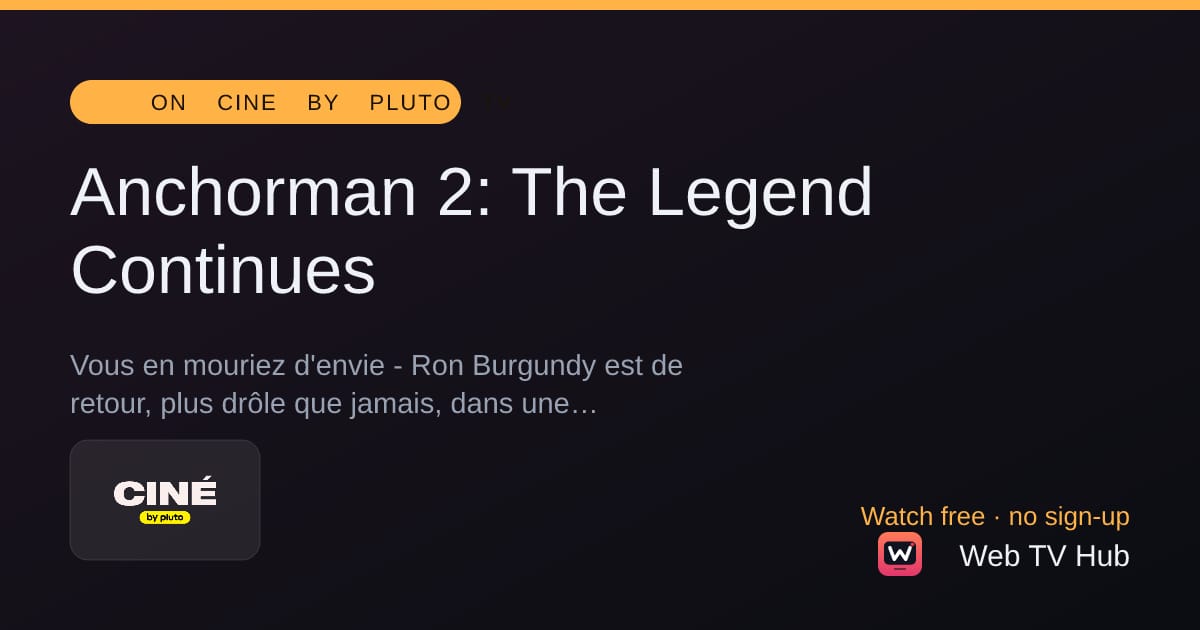 ON CINE BY PLUTO TV
Anchorman 2: The Legend
Continues
Vous en mouriez d'envie - Ron Burgundy est de
retour, plus drôle que jamais, dans une…
CINÉ
by pluto
Watch free · no sign-up
W
Web TV Hub